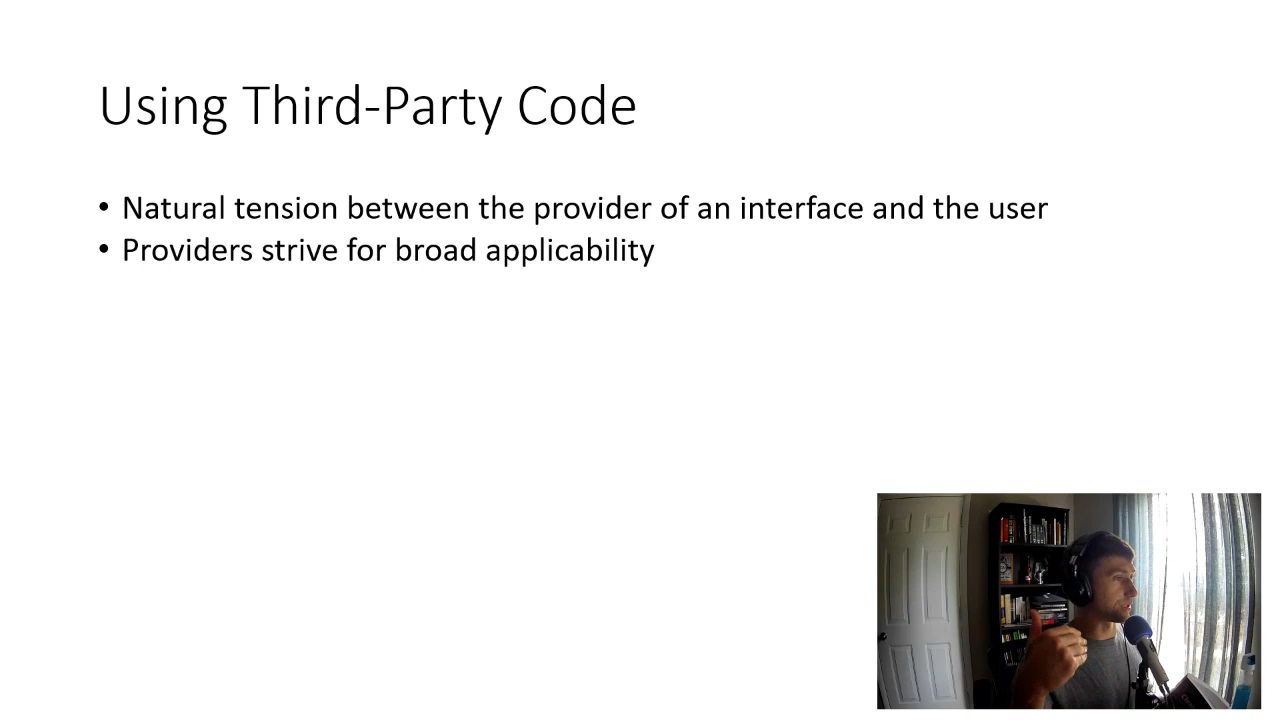 Using Third-Party Code
• Natural tension between the provider of an interface and the user
• Providers strive for broad applicability